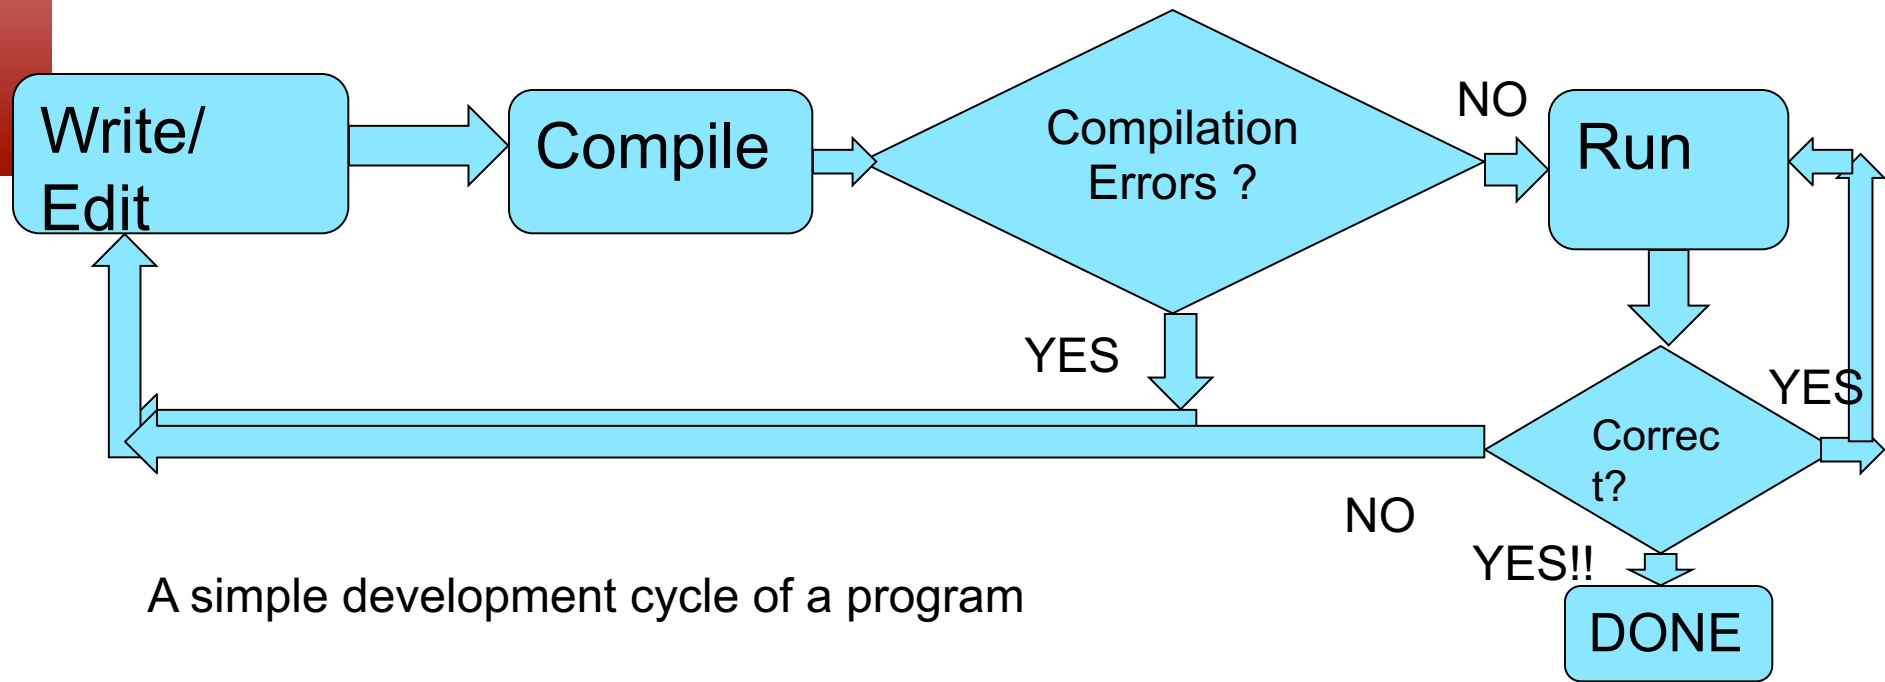 Write/
Edit
Compile
Compilation
Errors ?
NO
Run
YES
YES
Correc
t?
NO
YES!!
DONE
A simple development cycle of a program